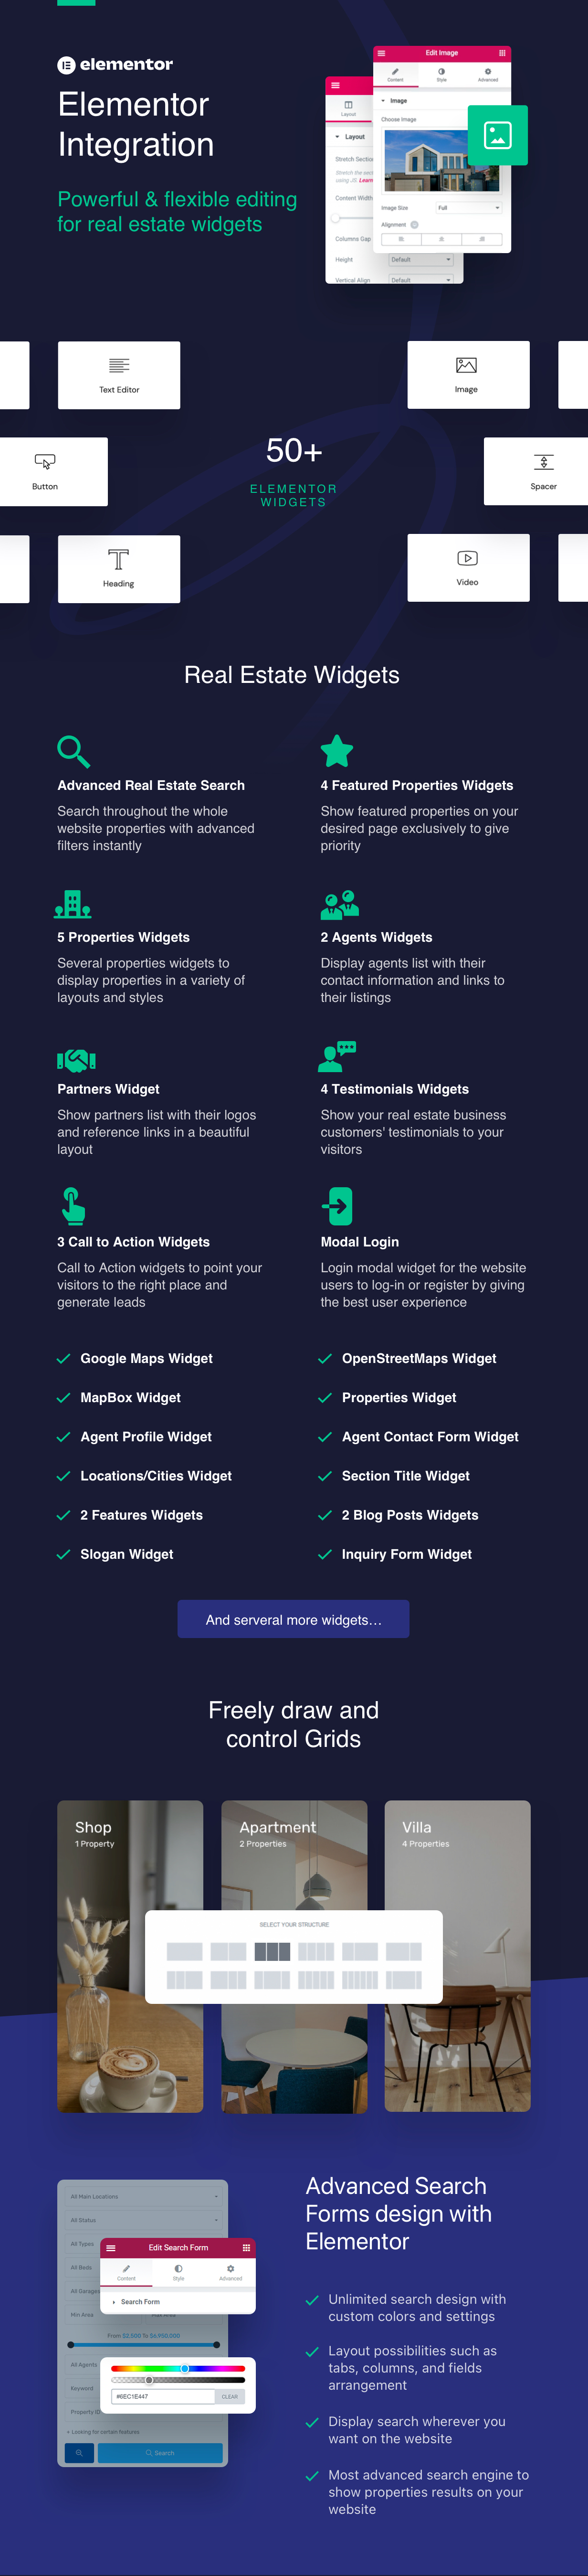 elementor
Elementor
Integration
Powerful & flexible editing
for real estate widgets
Edit Image
Content
Style
Advanced
Image
Choose Image
Image Size
Full
Alignment
Layout
Layout
Stretch Sectio
Stretch the sect
using JS. Learn
Content Width
Columns Gap
Height
Default
Vertical Align
Default
Text Editor
Image
Button
50+
ELEMENTOR
WIDGETS
Spacer
Heading
Video
Real Estate Widgets
Advanced Real Estate Search
Search throughout the whole
website properties with advanced
filters instantly
4 Featured Properties Widgets
Show featured properties on your
desired page exclusively to give
priority
5 Properties Widgets
Several properties widgets to
display properties in a variety of
layouts and styles
2 Agents Widgets
Display agents list with their
contact information and links to
their listings
Partners Widget
Show partners list with their logos
and reference links in a beautiful
layout
4 Testimonials Widgets
Show your real estate business
customers' testimonials to your
visitors
3 Call to Action Widgets
Call to Action widgets to point your
visitors to the right place and
generate leads
Modal Login
Login modal widget for the website
users to log-in or register by giving
the best user experience
Google Maps Widget
OpenStreetMaps Widget
MapBox Widget
Properties Widget
Agent Profile Widget
Agent Contact Form Widget
Locations/Cities Widget
Section Title Widget
2 Features Widgets
2 Blog Posts Widgets
Slogan Widget
Inquiry Form Widget
And serveral more widgets...
Freely draw and
control Grids
Shop
1 Property
Apartment
2 Properties
Villa
4 Properties
SELECT YOUR STRUCTURE
All Main Locations
All Status
All Types
All Beds
All Garages
Min Area
Max Area
From $2,500 To $6,950,000
All Agents
Keyword
Property ID
+ Looking for certain features
Search
Edit Search Form
Content
Style
Advanced
Search Form
#6EC1E447
CLEAR
Advanced Search
Forms design with
Elementor
Unlimited search design with
custom colors and settings
Layout possibilities such as
tabs, columns, and fields
arrangement
Display search wherever you
want on the website
Most advanced search engine to
show properties results on your
website